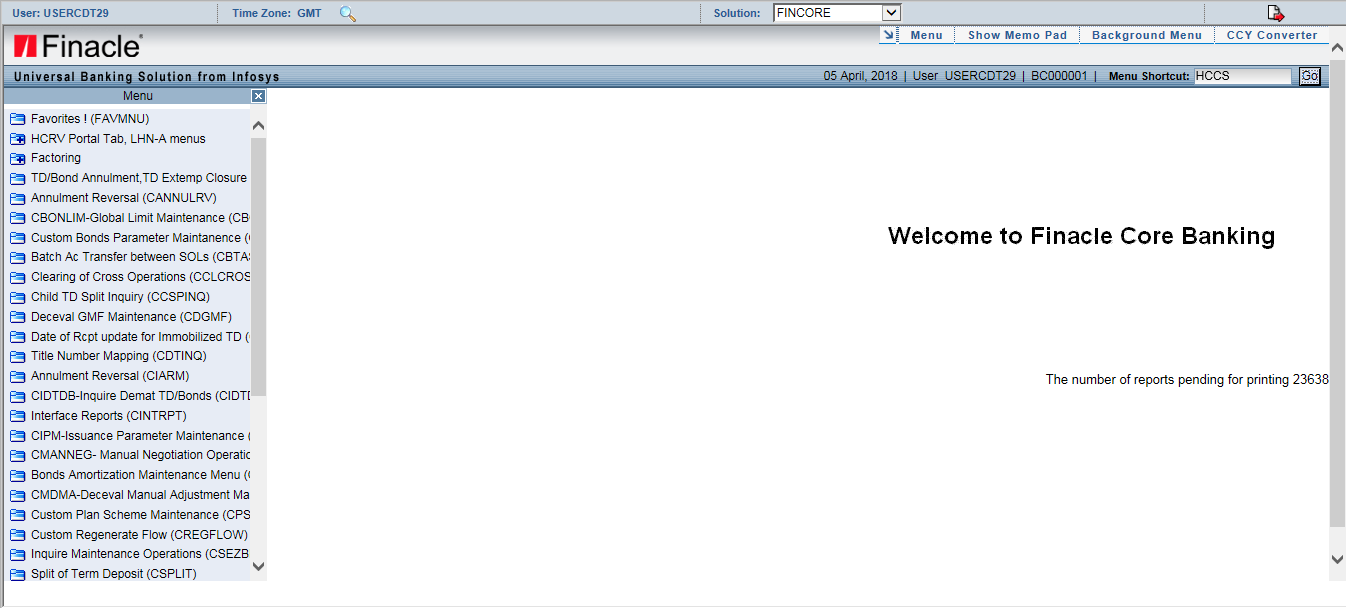 User: USERCDT29 Time Zone: GMT Solution: FINCORE
Finacle
Menu Show Memo Pad Background Menu CCY Converter
Universal Banking Solution from Infosys 05 April, 2018 | User USERCDT29 | BC000001 | Menu Shortcut: HCCS Go
Menu
Favorites ! (FAVMNU)
HCRV Portal Tab, LHN-A menus
Factoring
TD/Bond Annulment,TD Extemp Closure
Annulment Reversal (CANNULRV)
CBONLIM-Global Limit Maintenance (CB
Custom Bonds Parameter Maintanence (
Batch Ac Transfer between SOLs (CBTAS
Clearing of Cross Operations (CCLCROS
Child TD Split Inquiry (CCSPINQ)
Deceval GMF Maintenance (CDGMF)
Date of Rcpt update for Immobilized TD (
Title Number Mapping (CDTINQ)
Annulment Reversal (CIARM)
CIDTDB-Inquire Demat TD/Bonds (CIDTD
Interface Reports (CINTRPT)
CIPM-Issuance Parameter Maintenance (
CMANNEG- Manual Negotiation Operatic
Bonds Amortization Maintenance Menu (
CMDMA-Deceval Manual Adjustment Ma
Custom Plan Scheme Maintenance (CPS
Custom Regenerate Flow (CREGFLOW)
Inquire Maintenance Operations (CSEZB
Split of Term Deposit (CSPLIT)
Welcome to Finacle Core Banking
The number of reports pending for printing 23638